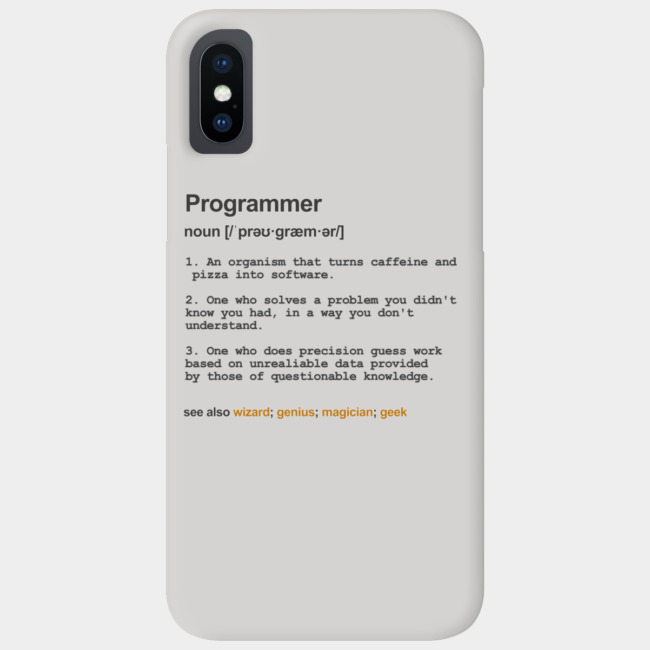 Programmer
noun [/ˈprəʊ·græm·ər/]
1. An organism that turns caffeine and
pizza into software.
2. One who solves a problem you didn't
know you had, in a way you don't
understand.
3. One who does precision guess work
based on unrealiable data provided
by those of questionable knowledge.
see also wizard; genius; magician; geek